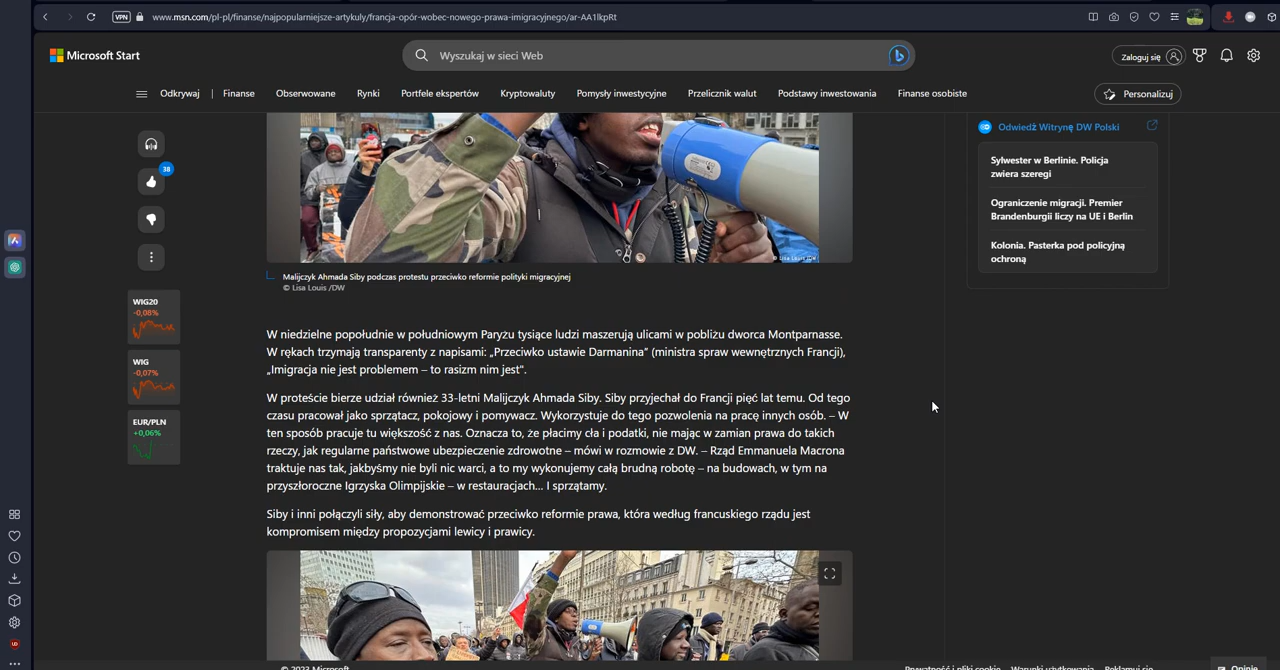 VPN
www.msn.com/pl-pl/finanse/najpopularniejsze-artykuly/francja-opór-wobec-nowego-prawa-imigracyjnego/ar-AA1lkpRt
Microsoft Start
Wyszukaj w sieci Web
Zaloguj się
Odkrywaj
Finanse
Obserwowane
Rynki
Portfele ekspertów
Kryptowaluty
Pomysły inwestycyjne
Przelicznik walut
Podstawy inwestowania
Finanse osobiste
Personalizuj
38
© Lisa Louis /DW
Odwiedź Witrynę DW Polski
Sylwester w Berlinie. Policja
zwiera szeregi
Ograniczenie migracji. Premier
Brandenburgii liczy na UE i Berlin
Kolonia. Pasterka pod policyjną
ochroną
WIG20
-0,08%
WIG
-0,07%
EUR/PLN
+0,06%
Malijczyk Ahmada Siby podczas protestu przeciwko reformie polityki migracyjnej
© Lisa Louis /DW
W niedzielne popołudnie w południowym Paryżu tysiące ludzi maszerują ulicami w pobliżu dworca Montparnasse.
W rękach trzymają transparenty z napisami: „Przeciwko ustawie Darmanina” (ministra spraw wewnętrznych Francji),
„Imigracja nie jest problemem – to rasizm nim jest".
W proteście bierze udział również 33-letni Malijczyk Ahmada Siby. Siby przyjechał do Francji pięć lat temu. Od tego
czasu pracował jako sprzątacz, pokojowy i pomywacz. Wykorzystuje do tego pozwolenia na pracę innych osób. – W
ten sposób pracuje tu większość z nas. Oznacza to, że płacimy cła i podatki, nie mając w zamian prawa do takich
rzeczy, jak regularne państwowe ubezpieczenie zdrowotne – mówi w rozmowie z DW. – Rząd Emmanuela Macrona
traktuje nas tak, jakbyśmy nie byli nic warci, a to my wykonujemy całą brudną robotę – na budowach, w tym na
przyszłoroczne Igrzyska Olimpijskie – w restauracjach... I sprzątamy.
Siby i inni połączyli siły, aby demonstrować przeciwko reformie prawa, która według francuskiego rządu jest
kompromisem między propozycjami lewicy i prawicy.
© 2023 Microsoft
Prywatność i pliki cookie
Warunki użytkowania
Reklamuj się
Opinie